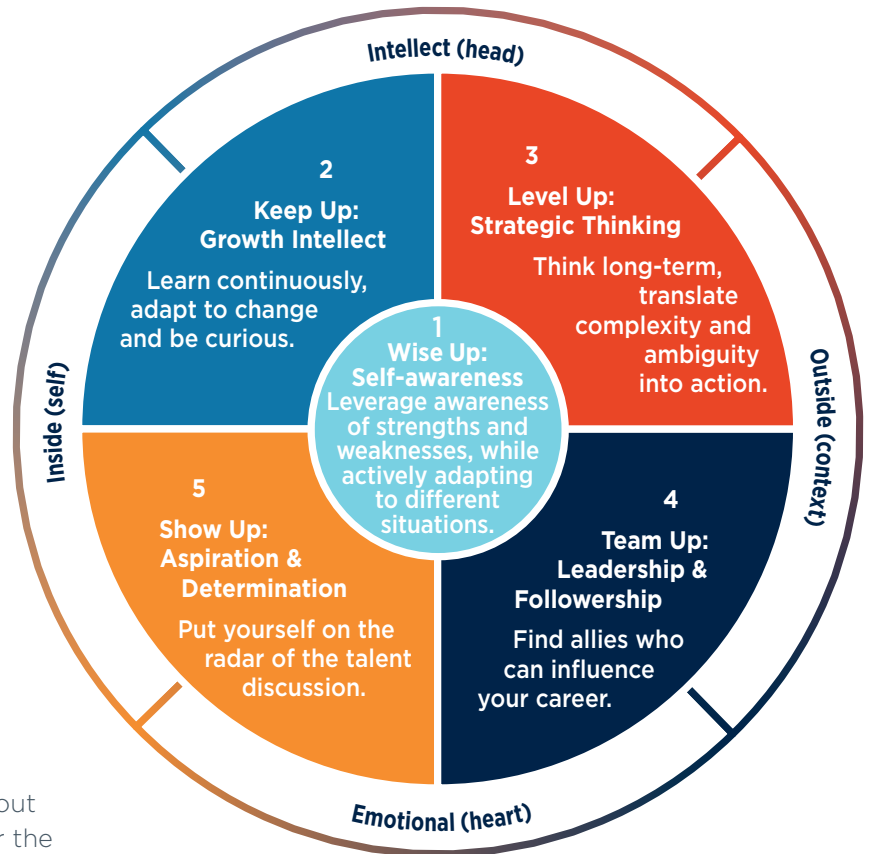 Intellect (head)
2
Keep Up:
Growth Intellect
Learn continuously,
adapt to change
and be curious.
3
Level Up:
Strategic Thinking
Think long-term,
translate
complexity and
ambiguity
into action.
1
Wise Up:
Self-awareness
Leverage awareness
of strengths and
weaknesses, while
actively adapting
to different
situations.
Inside (self)
Outside (context)
5
Show Up:
Aspiration &
Determination
Put yourself on the
radar of the talent
discussion.
4
Team Up:
Leadership &
Followership
Find allies who
can influence
your career.
Emotional (heart)
the